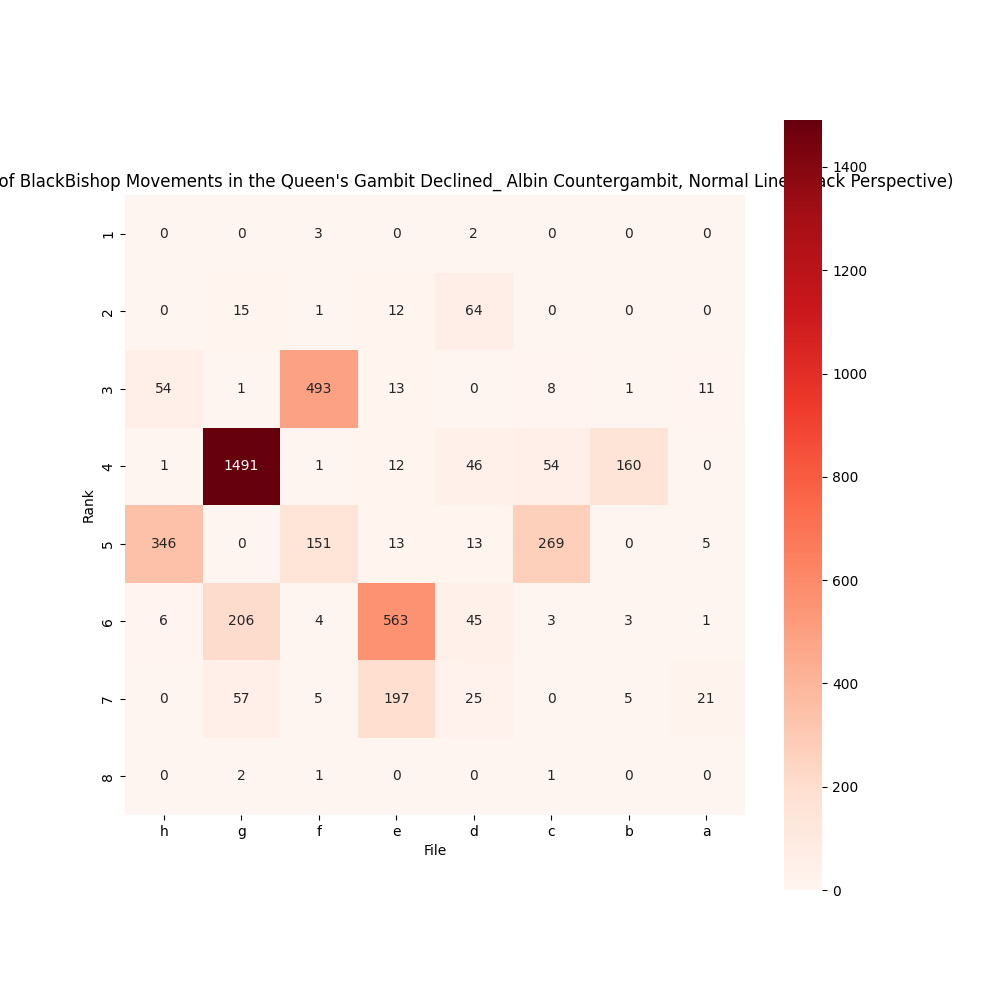 of BlackBishop Movements in the Queen's Gambit Declined_ Albin Countergambit, Normal Line ack Perspective)
1 0 0 3 0 2 0 0 0
2 0 15 1 12 64 0 0 0
3 54 1 493 13 0 8 1 11
4 1 1491 1 12 46 54 160 0
5 346 0 151 13 13 269 0 5
6 6 206 4 563 45 3 3 1
7 0 57 5 197 25 0 5 21
8 0 2 1 0 0 1 0 0
h g f e d c b a
File
Rank
1400
1200
1000
800
600
400
200
0